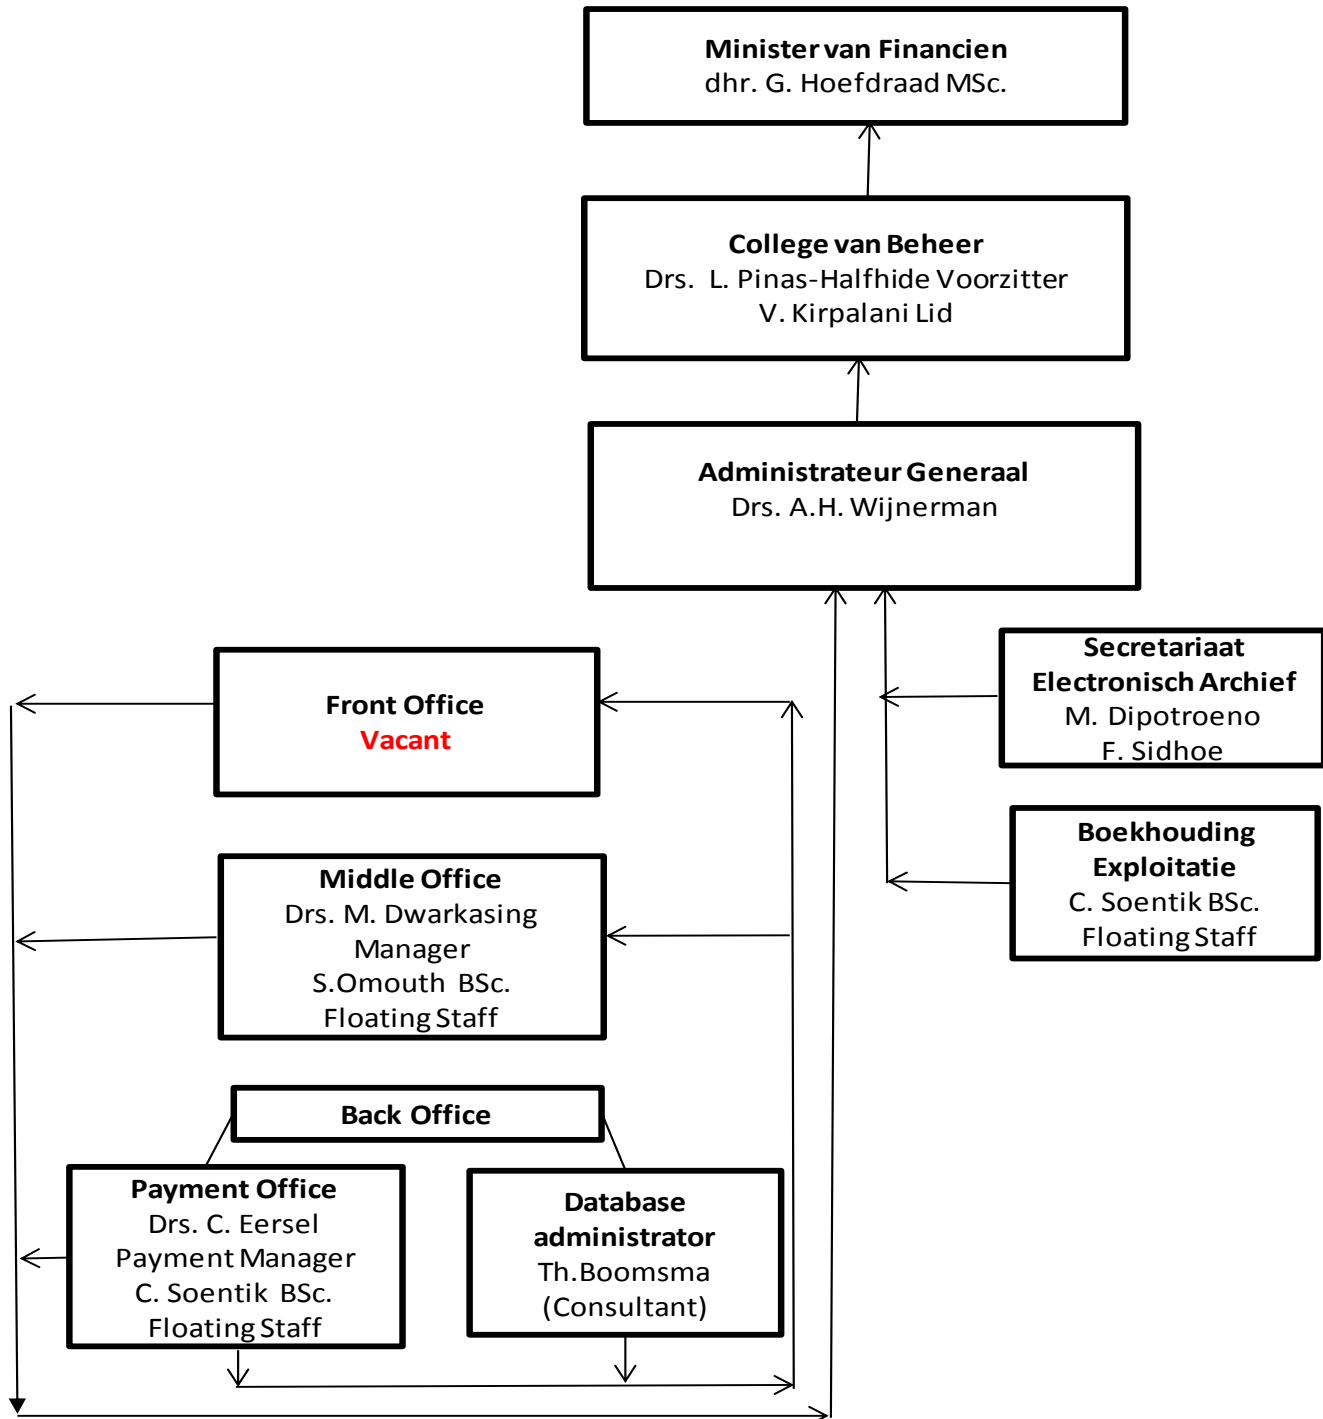 Minister van Financien
dhr. G. Hoefdraad MSc.
College van Beheer
Drs. L. Pinas-Halfhide Voorzitter
V. Kirpalani Lid
Administrateur Generaal
Drs. A.H. Wijnerman
Secretariaat
Electronisch Archief
M. Dipotroeno
F. Sidhoe
Front Office
Vacant
Boekhouding
Exploitatie
C. Soentik BSc.
Floating Staff
Middle Office
Drs. M. Dwarkasing
Manager
S.Omouth BSc.
Floating Staff
Back Office
Payment Office
Drs. C. Eersel
Payment Manager
C. Soentik BSc.
Floating Staff
Database
administrator
Th.Boomsma
(Consultant)